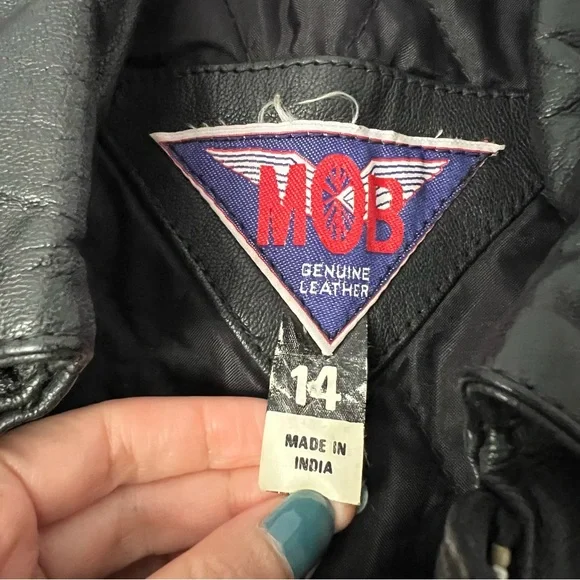 MOB
GENUINE
LEATHER
14
MADE IN
INDIA